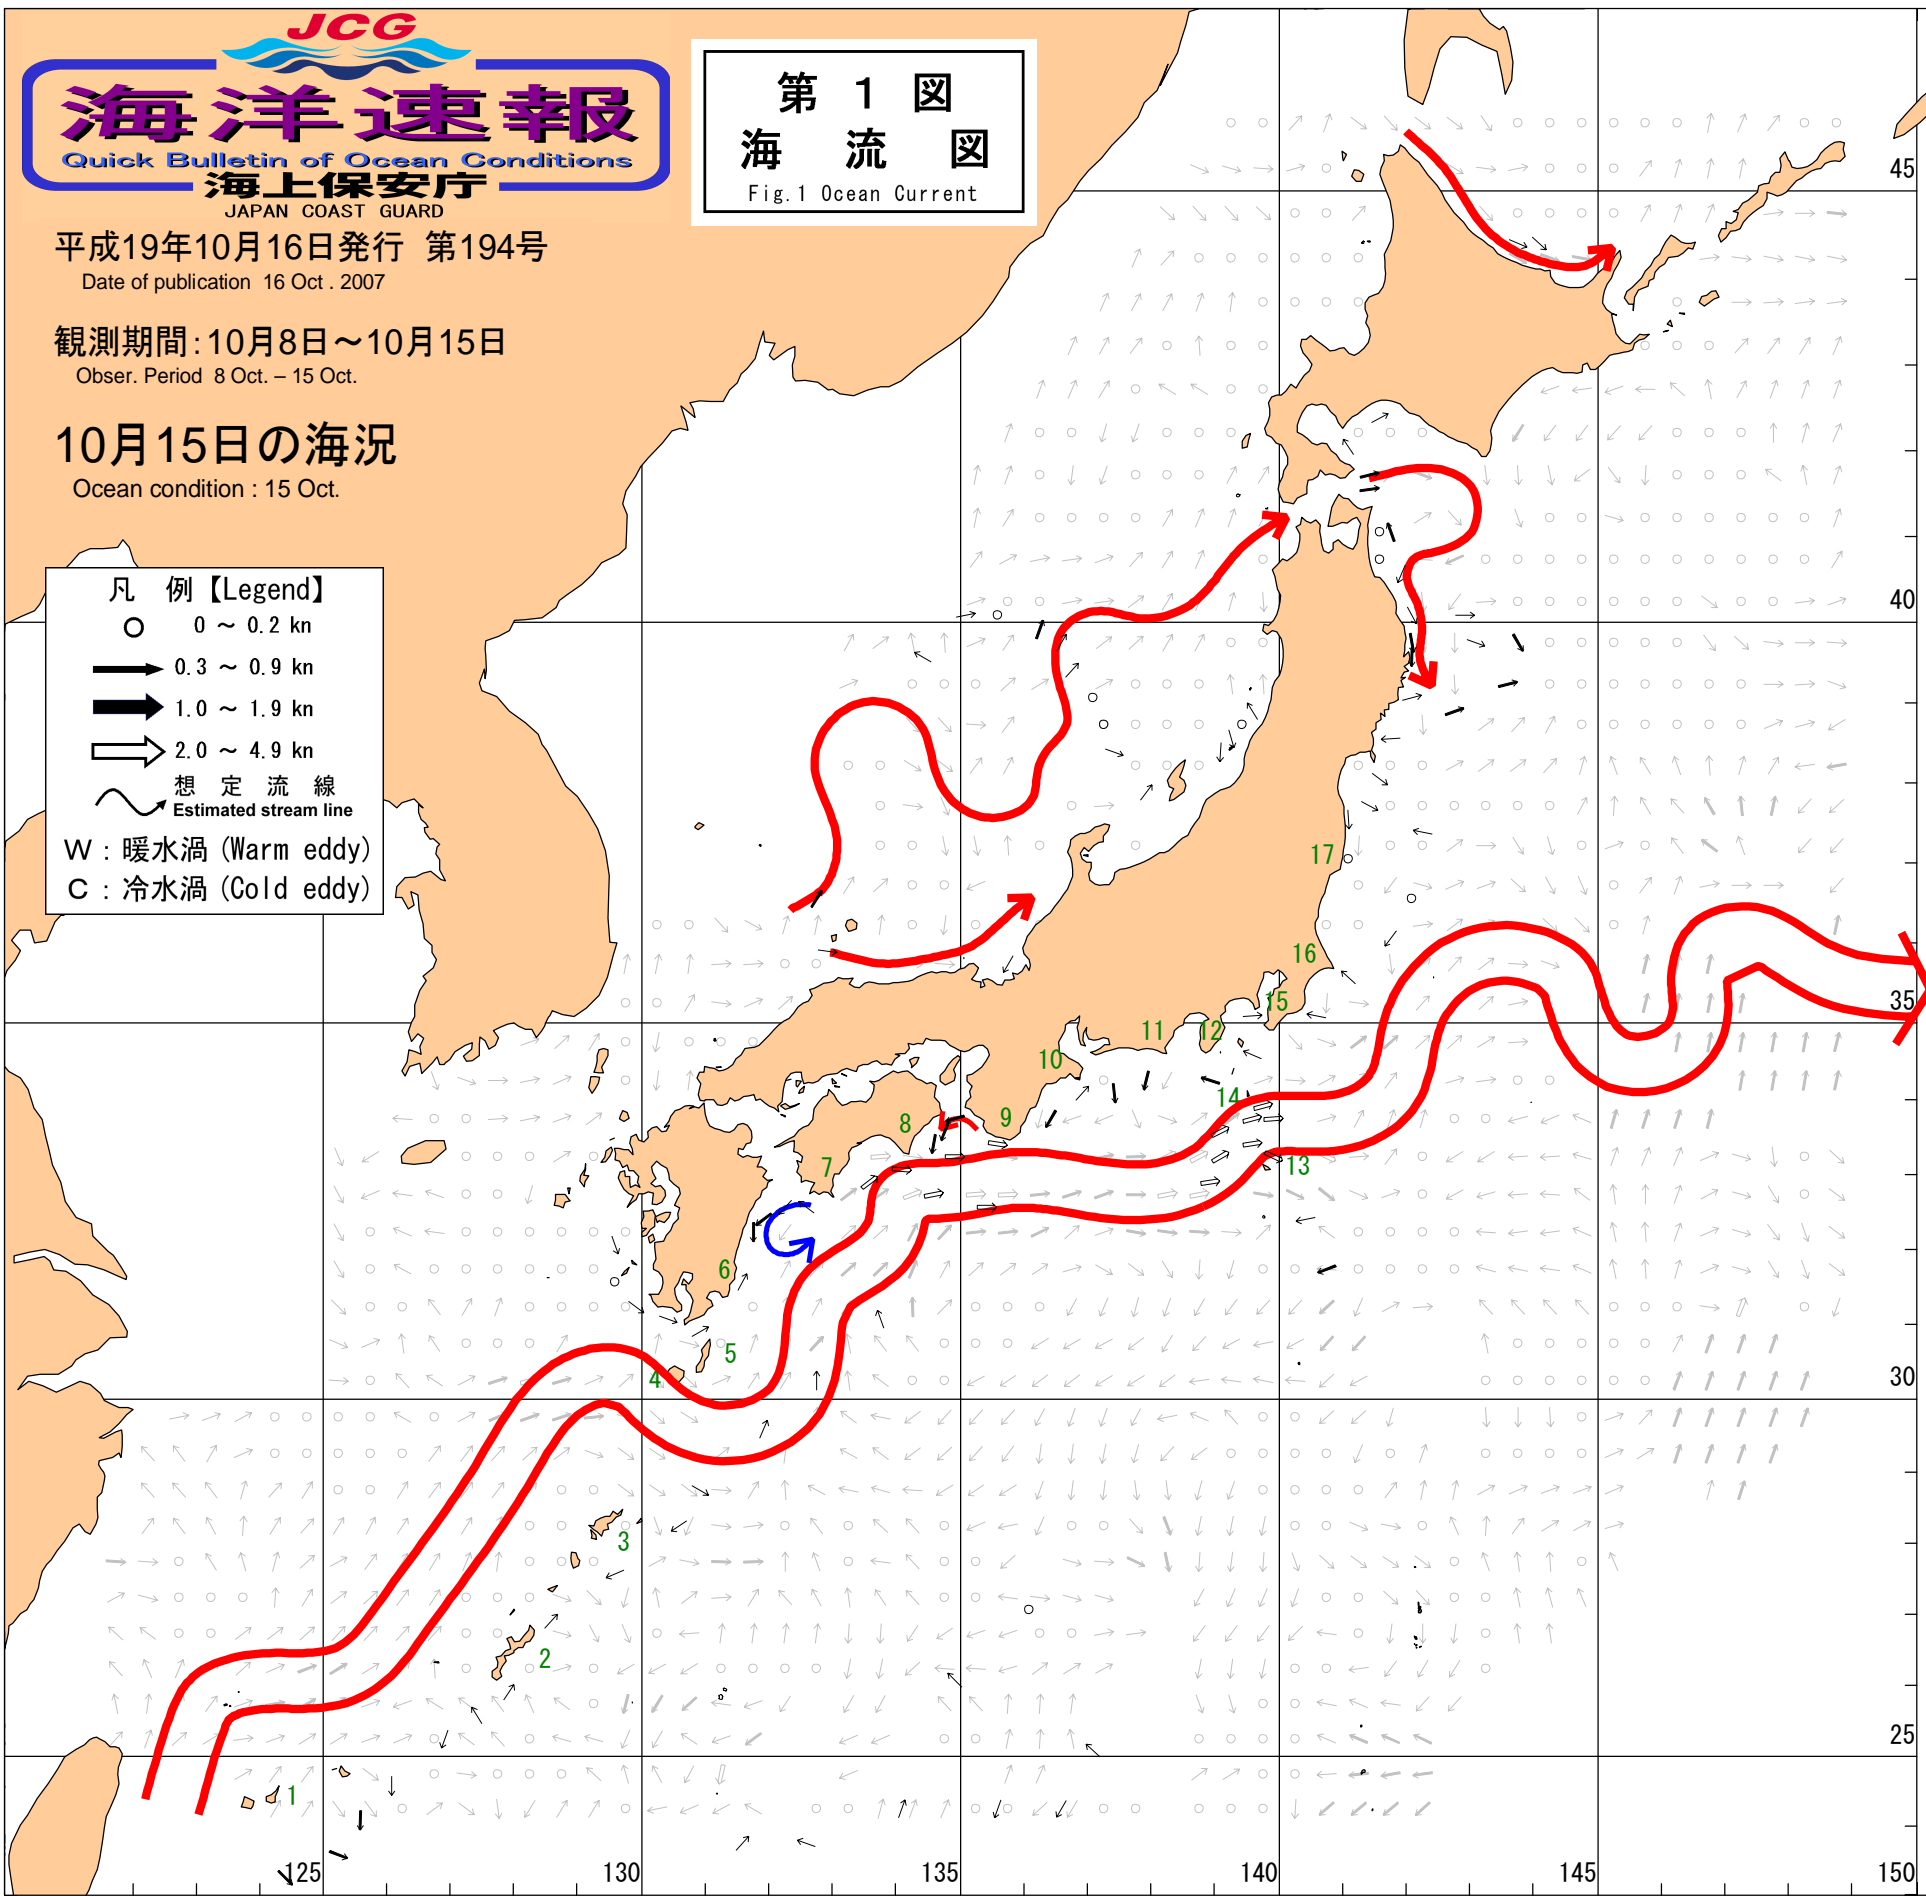 JCG
海洋速報
Quick Bulletin of Ocean Conditions
海上保安庁
JAPAN COAST GUARD
平成19年10月16日発行 第194号
Date of publication 16 Oct . 2007
観測期間:10月8日～10月15日
Obser. Period 8 Oct. – 15 Oct.
10月15日の海況
Ocean condition : 15 Oct.
第 1 図
海 流 図
Fig.1 Ocean Current
凡 例【Legend】
0 ～ 0.2 kn
0.3 ～ 0.9 kn
1.0 ～ 1.9 kn
2.0 ～ 4.9 kn
想 定 流 線
Estimated stream line
W : 暖水渦 (Warm eddy)
C : 冷水渦 (Cold eddy)
45
40
17
16
35
15
12
11
10
14
9
8
13
7
6
5
4
30
3
2
25
1
125
130
135
140
145
150